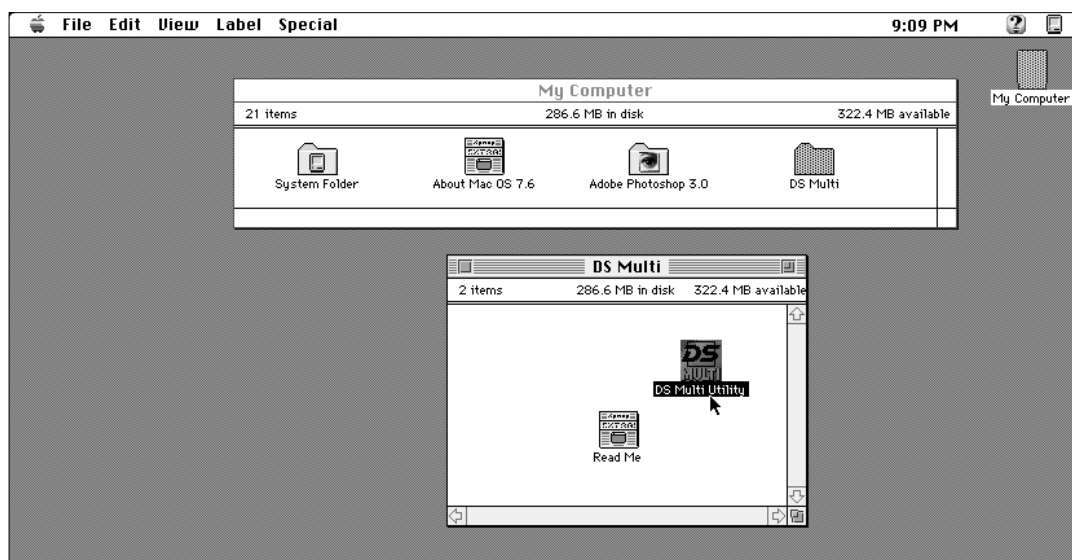 File Edit View Label Special 9:09 PM
My Computer
My Computer
21 items 286.6 MB in disk 322.4 MB available
System Folder About Mac OS 7.6 Adobe Photoshop 3.0 DS Multi
DS Multi
2 items 286.6 MB in disk 322.4 MB available
DS
MULTI
DS Multi Utility
EXTRA!
Read Me